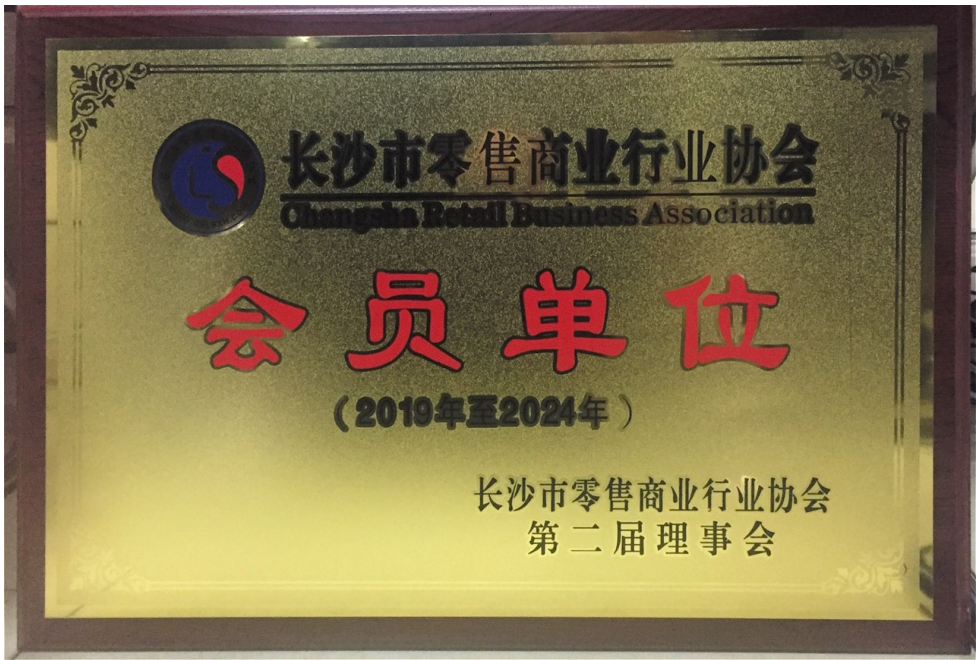 长沙市零售商业行业协会
Changsha Retail Business Association
会员单位
（2019年至2024年）
长沙市零售商业行业协会
第二届理事会